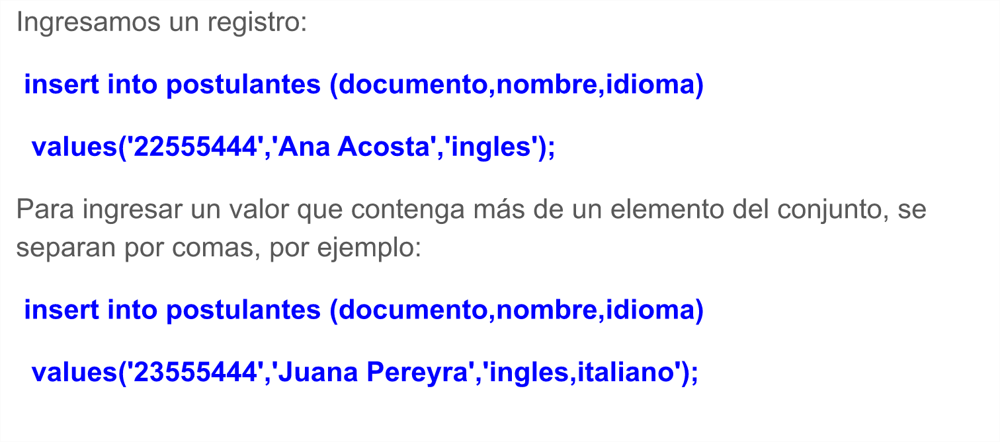 Ingresamos un registro:
insert into postulantes (documento,nombre,idioma)
values('22555444','Ana Acosta','ingles');
Para ingresar un valor que contenga más de un elemento del conjunto, se
separan por comas, por ejemplo:
insert into postulantes (documento,nombre,idioma)
values('23555444','Juana Pereyra','ingles,italiano');